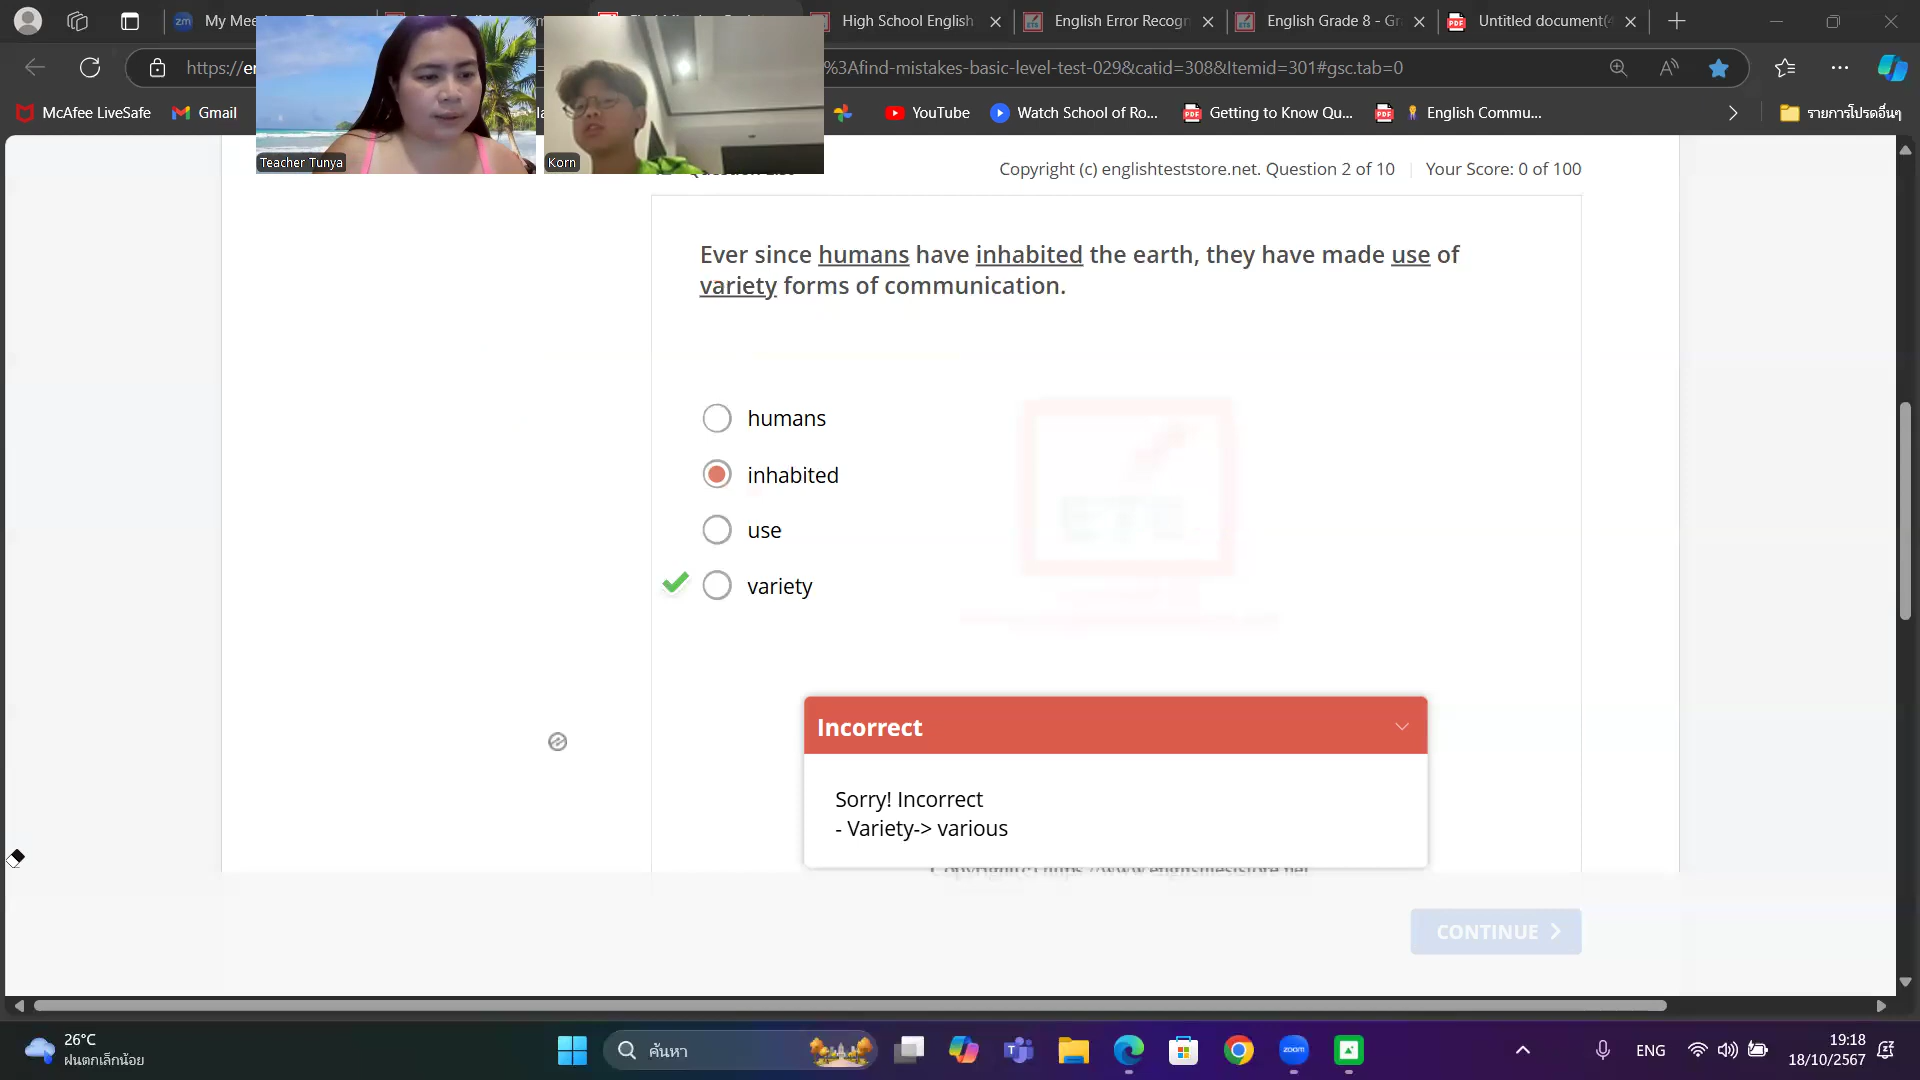 My Mee
High School English
English Error Recogn
English Grade 8 - Gr
Untitled document(4
https://er
%3Afind-mistakes-basic-level-test-029&catid=308&Itemid=301#gsc.tab=0
McAfee LiveSafe
Gmail
YouTube
Watch School of Ro...
Getting to Know Qu...
English Commu...
รายการโปรดอื่นๆ
Teacher Tunya
Korn
Copyright (c) englishteststore.net. Question 2 of 10
Your Score: 0 of 100
Ever since humans have inhabited the earth, they have made use of
variety forms of communication.
humans
inhabited
use
variety
Incorrect
Sorry! Incorrect
- Variety-> various
CONTINUE
26°C
ฝนตกเล็กน้อย
ค้นหา
zoom
ENG
19:18
18/10/2567